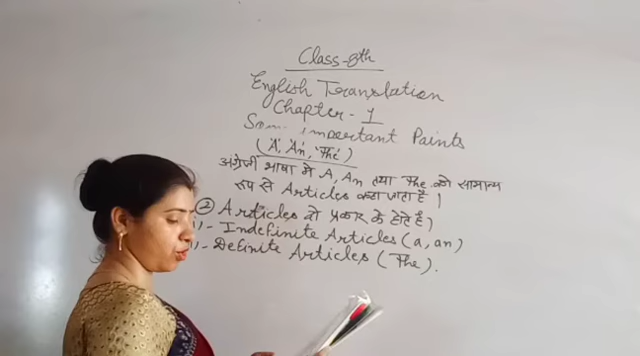 Class-8th
English Translation
Chapter-1
Some important Points
(A, An, The)
अंग्रेजी भाषा मे A, An तथा The को सामान्य
रूप से Articles कहा जाता है।
② Articles दो प्रकार के होते है।
Indefinite Articles (a, an)
Definite Articles (The).